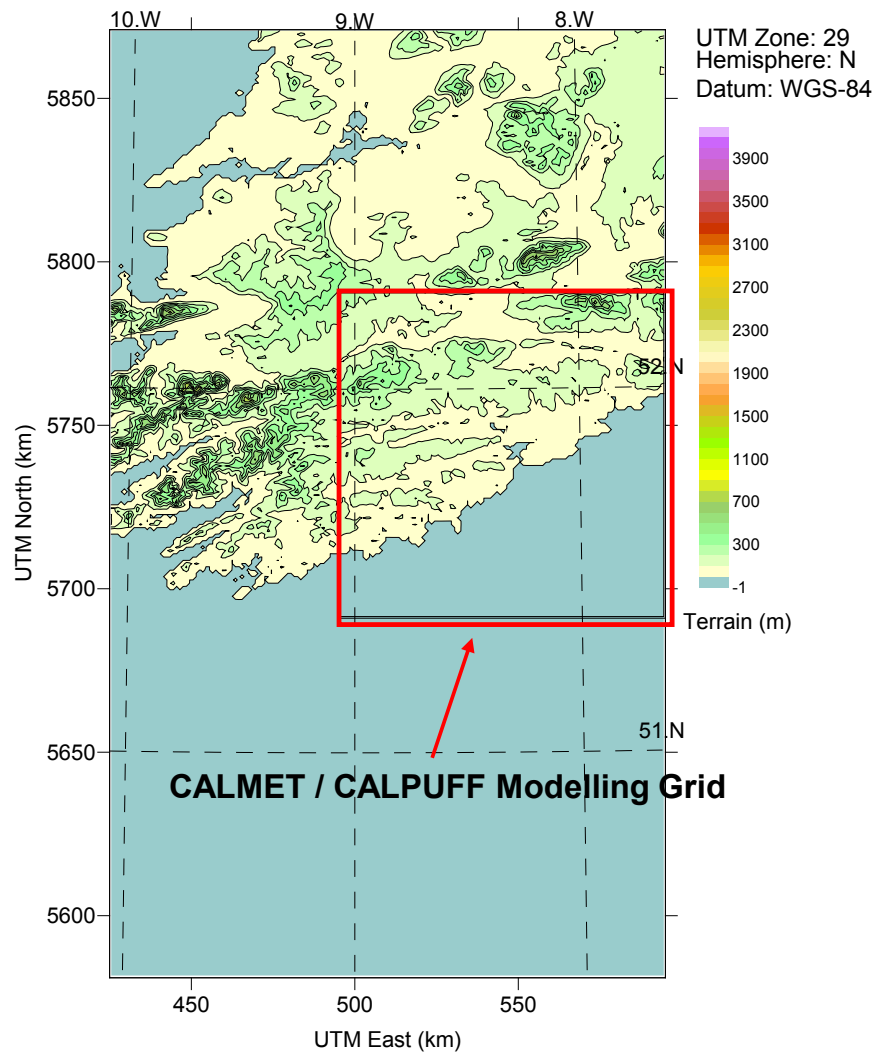 10.W 9.W 8.W
UTM Zone: 29
Hemisphere: N
Datum: WGS-84
5850
5800
5750
5700
5650
5600
UTM North (km)
52.N
51.N
3900
3500
3100
2700
2300
1900
1500
1100
700
300
-1
Terrain (m)
CALMET / CALPUFF Modelling Grid
450 500 550
UTM East (km)